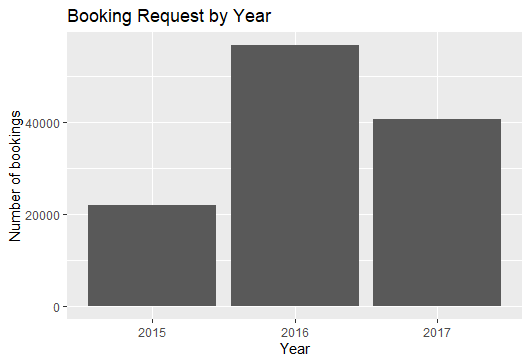 Booking Request by Year
Number of bookings
40000
20000
0
2015 2016 2017
Year